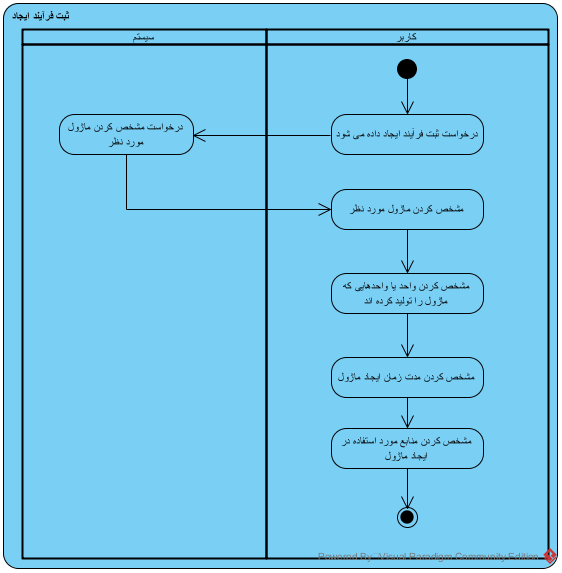 ثبت فرآیند ایجاد
کاربر
سیستم
درخواست ثبت فرآیند ایجاد داده می شود
درخواست مشخص کردن ماژول
مورد نظر
مشخص کردن ماژول مورد نظر
مشخص کردن واحد یا واحدهایی که
ماژول را تولید کرده اند
مشخص کردن مدت زمان ایجاد ماژول
مشخص کردن منابع مورد استفاده در
ایجاد ماژول
Powered By Visual Paradigm Community Edition